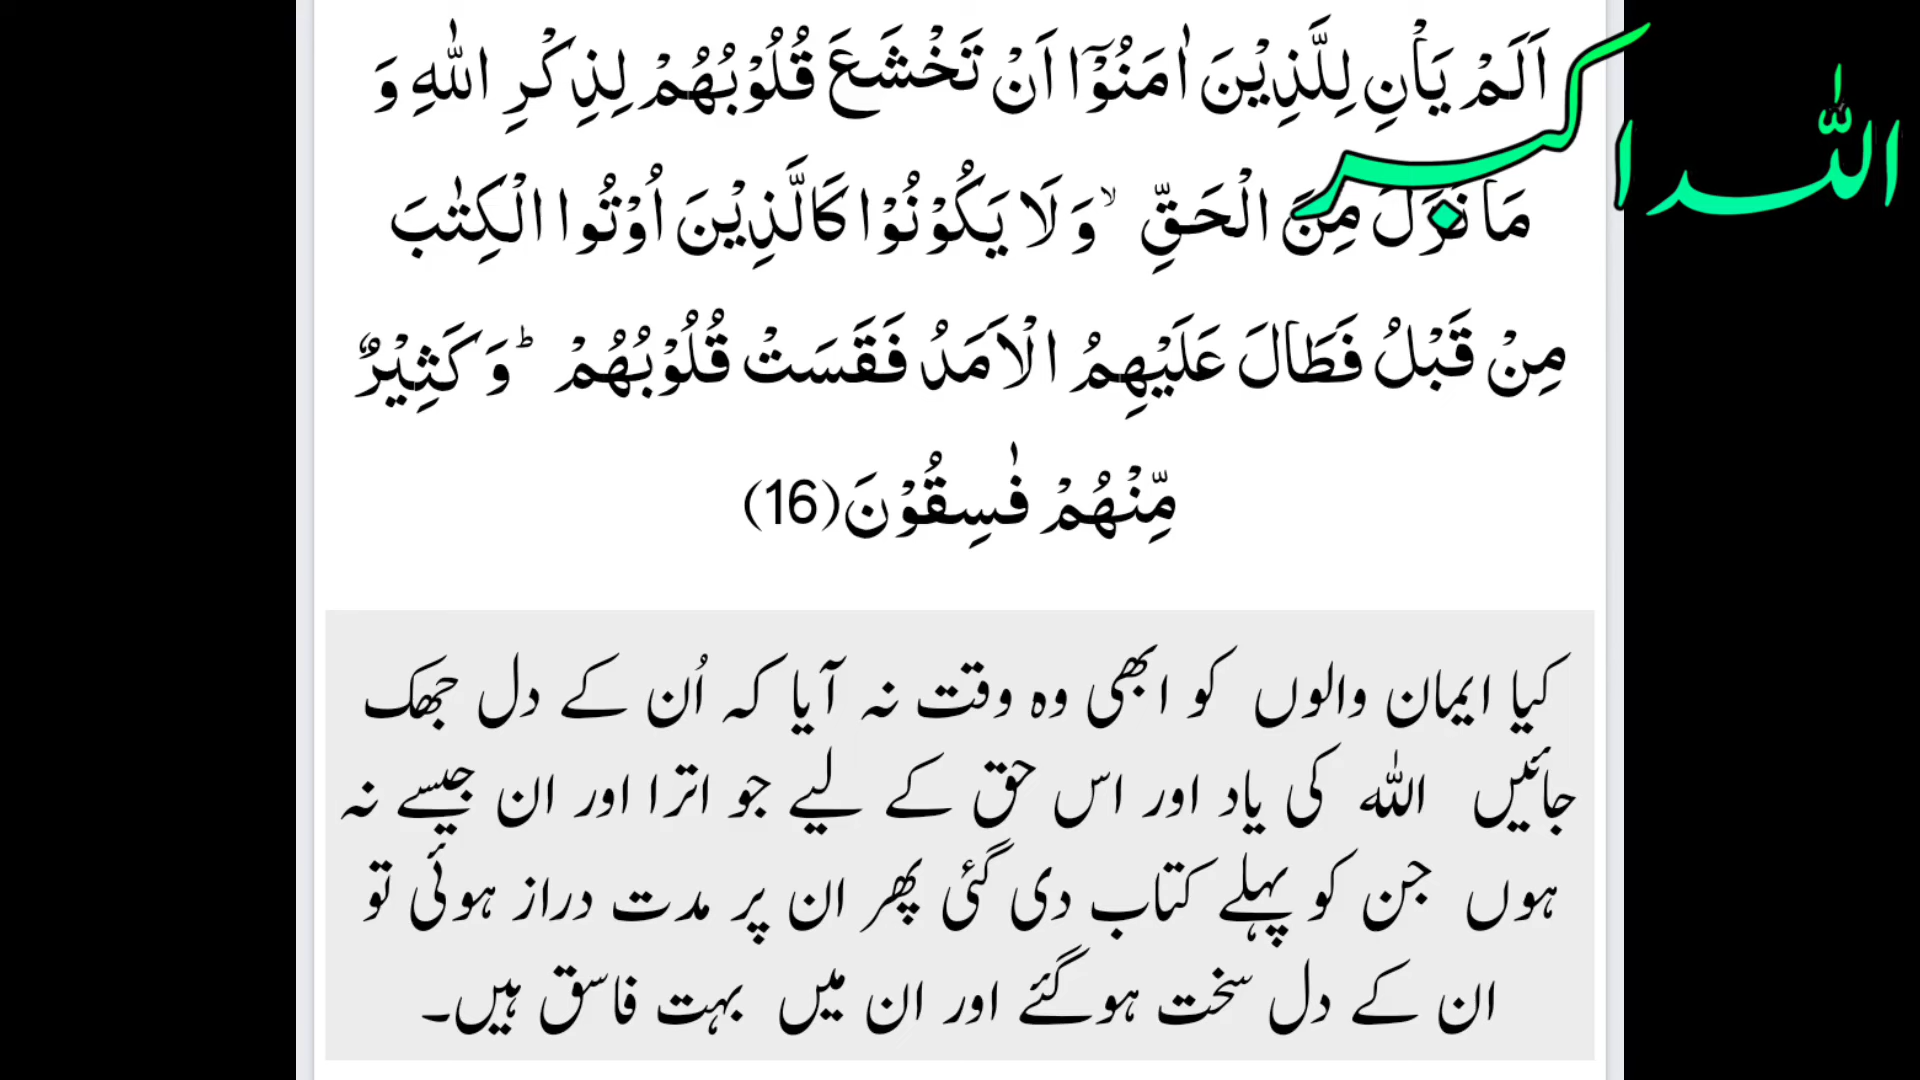 اَلَمْ یَاْنِ لِلَّذِیْنَ اٰمَنُوْۤا اَنْ تَخْشَعَ قُلُوْبُهُمْ لِذِكْرِ اللّٰهِ وَ
مَا نَزَلَ مِنَ الْحَقِّۙ وَ لَا یَكُوْنُوْا كَالَّذِیْنَ اُوْتُوا الْكِتٰبَ
مِنْ قَبْلُ فَطَالَ عَلَیْهِمُ الْاَمَدُ فَقَسَتْ قُلُوْبُهُمْؕ وَ كَثِیْرٌ
مِّنْهُمْ فٰسِقُوْنَ(16)
اللّٰہ اکبر
کیا ایمان والوں کو ابھی وہ وقت نہ آیا کہ اُن کے دل جھک
جائیں اللہ کی یاد اور اس حق کے لیے جو اترا اور ان جیسے نہ
ہوں جن کو پہلے کتاب دی گئی پھر ان پر مدت دراز ہوئی تو
ان کے دل سخت ہوگئے اور ان میں بہت فاسق ہیں۔